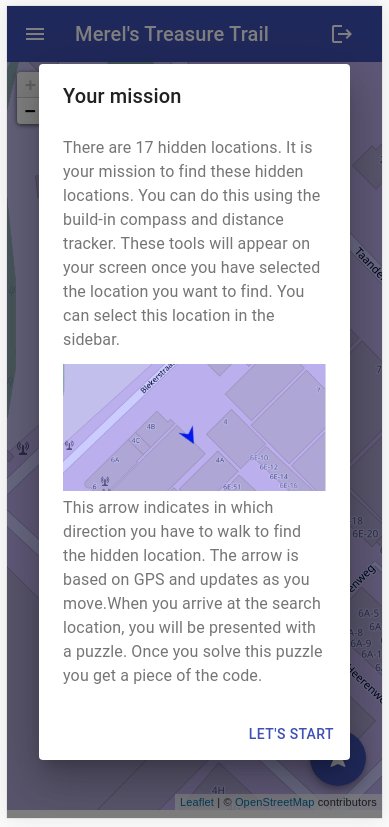 Merel's Treasure Trail
+
−
Your mission
There are 17 hidden locations. It is
your mission to find these hidden
locations. You can do this using the
build-in compass and distance
tracker. These tools will appear on
your screen once you have selected
the location you want to find. You
can select this location in the
sidebar.
Blekerstraa
4B
4C
4
6A
4A
6E-10
6E-12
6E-14
6E-16
6
6E-51
This arrow indicates in which
direction you have to walk to find
the hidden location. The arrow is
based on GPS and updates as you
move.When you arrive at the search
location, you will be presented with
a puzzle. Once you solve this puzzle
you get a piece of the code.
LET'S START
Taande
18
6E-20
enweg
6A-5
6A-8
6A-9
Heerenw
4H
Leaflet | © OpenStreetMap contributors